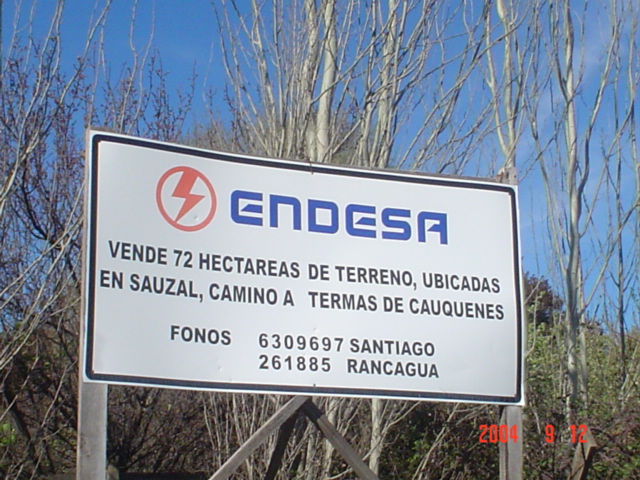 ENDESA
VENDE 72 HECTAREAS DE TERRENO, UBICADAS
EN SAUZAL, CAMINO A TERMAS DE CAUQUENES
FONOS 6309697 SANTIAGO
261885 RANCAGUA
2004 9 12